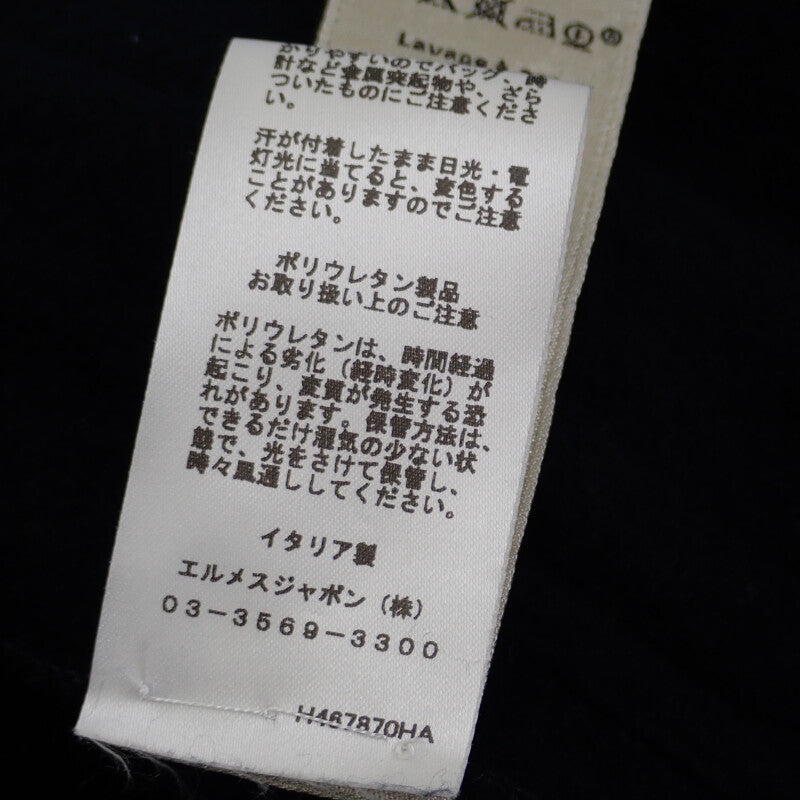 Lavage à
かりやすいのでバッグ、時
計など金属突起物や、ざら
ついたものにご注意くださ
い。
汗が付着したまま日光・電
灯光に当てると、変色する
ことがありますのでご注意
ください。
ポリウレタン製品
お取り扱い上のご注意
ポリウレタンは、時間経過
による劣化（経時変化）が
起こり、変質が発生する恐
れがあります。保管方法は、
できるだけ湿気の少ない状
態で、光をさけて保管し、
時々風通ししてください。
イタリア製
エルメスジャポン（株）
03-3569-3300
H467870HA